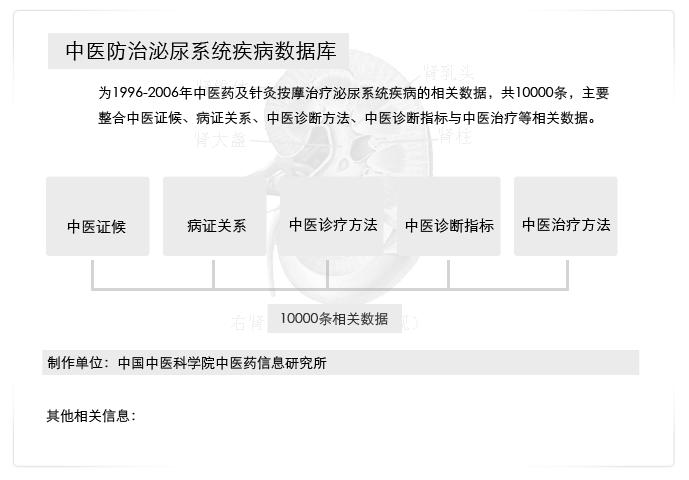 中医防治泌尿系统疾病数据库
肾乳头
为1996-2006年中医药及针灸按摩治疗泌尿系统疾病的相关数据，共10000条，主要
整合中医证候、病证关系、中医诊断方法、中医诊断指标与中医治疗等相关数据。
肾大盏
肾柱
中医证候
病证关系
中医诊疗方法
中医诊断指标
中医治疗方法
10000条相关数据
右肾
制作单位：中国中医科学院中医药信息研究所
其他相关信息：